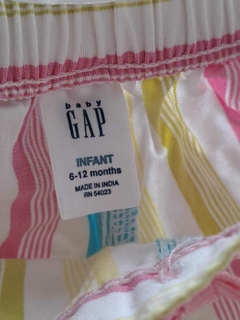 baby
GAP
INFANT
6-12 months
MADE IN INDIA
RN 54023